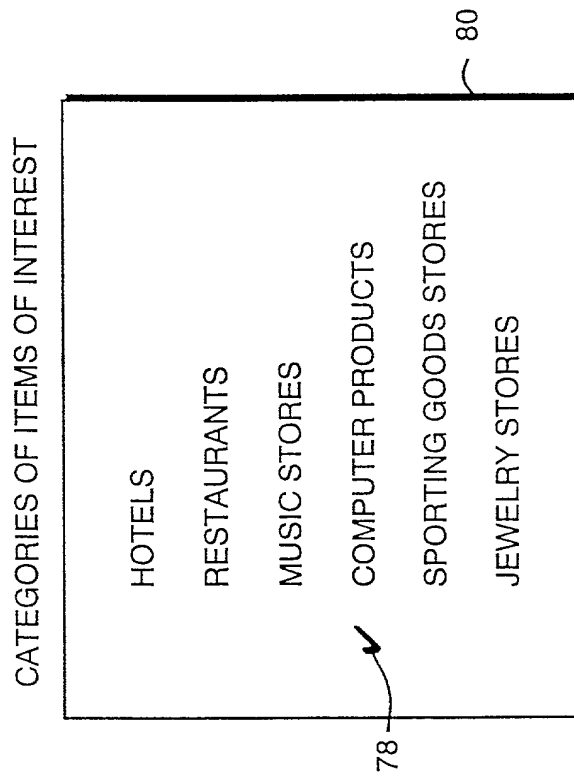 CATEGORIES OF ITEMS OF INTEREST
HOTELS
RESTAURANTS
MUSIC STORES
COMPUTER PRODUCTS
SPORTING GOODS STORES
JEWELRY STORES
78
80